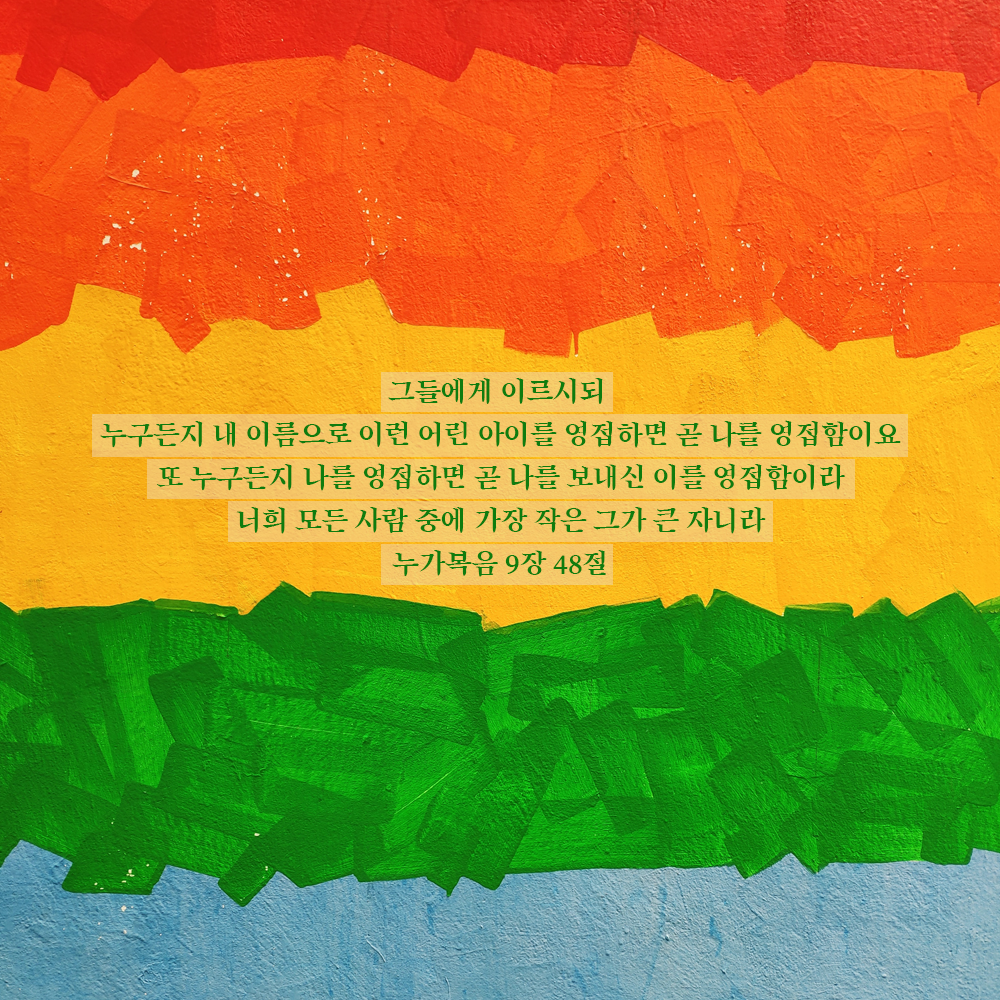 그들에게 이르시되
누구든지 내 이름으로 이런 어린 아이를 영접하면 곧 나를 영접함이요
또 누구든지 나를 영접하면 곧 나를 보내신 이를 영접함이라
너희 모든 사람 중에 가장 작은 그가 큰 자니라
누가복음 9장 48절